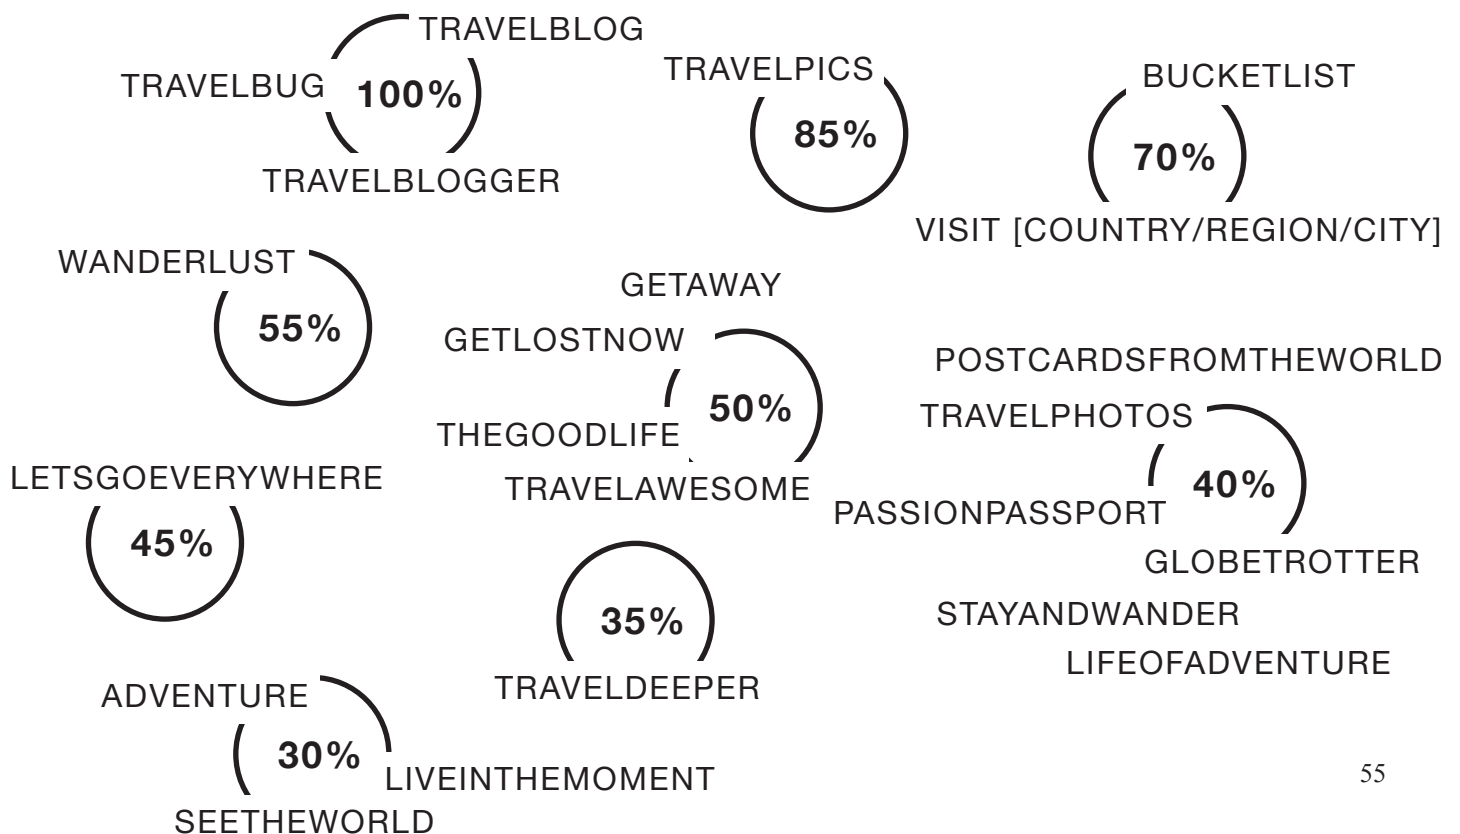 TRAVELBLOG
TRAVELBUG
100%
TRAVELBLOGGER
TRAVELPICS
85%
BUCKETLIST
70%
VISIT [COUNTRY/REGION/CITY]
WANDERLUST
55%
GETAWAY
GETLOSTNOW
50%
THEGOODLIFE
TRAVELAWESOME
POSTCARDSFROMTHEWORLD
TRAVELPHOTOS
40%
PASSIONPASSPORT
GLOBETROTTER
STAYANDWANDER
LIFEOFADVENTURE
LETSGOEVERYWHERE
45%
35%
TRAVELDEEPER
ADVENTURE
30%
LIVEINTHEMOMENT
SEETHEWORLD
55